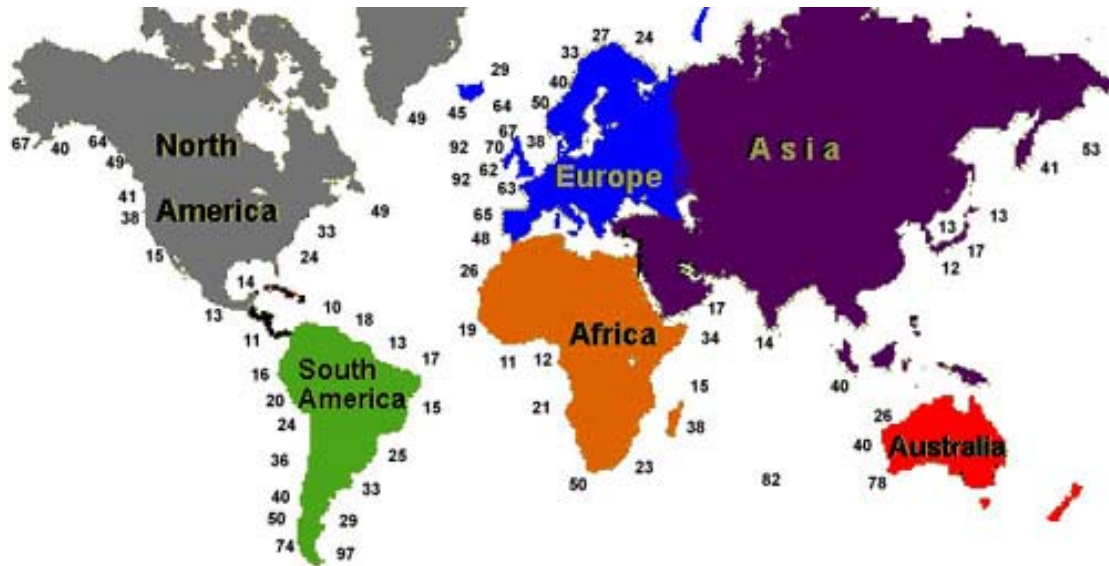 27 24
33
29
40
49 45 64 50
67
67 40 64 North 92 70 38 Asia 53
49 62 Europe 41
92 63
41 America
38 49 65 13
33 48 13
15 24 26 17
12
14
13 10 17
18 19 Africa 34 14
11 13 11 12
17
16 South 15 40
20 America 15 21 26
24 38
25 40 Australia
36 23
50 82 78
40 33
50 29
74 97